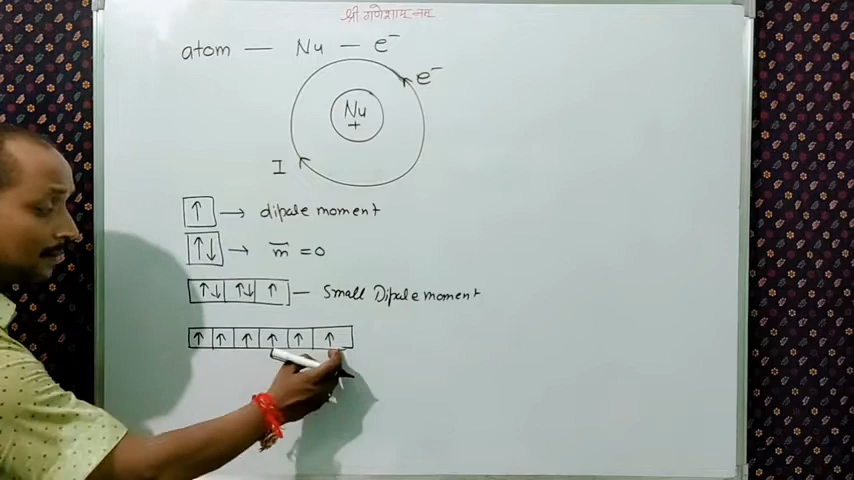 श्री गणेशाय नमः
atom — Nu — e⁻
e⁻
Nu
+
I
↑ → dipole moment
↑↓ → m̅ = 0
↑↓ ↑↓ ↑ — Small Dipole moment
↑ ↑ ↑ ↑ ↑ ↑